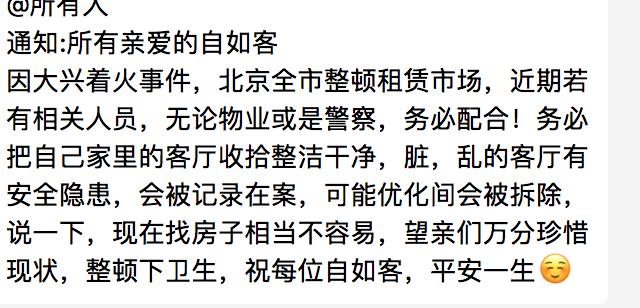 @所有人
通知:所有亲爱的自如客
因大兴着火事件，北京全市整顿租赁市场，近期若
有相关人员，无论物业或是警察，务必配合！务必
把自己家里的客厅收拾整洁干净，脏，乱的客厅有
安全隐患，会被记录在案，可能优化间会被拆除，
说一下，现在找房子相当不容易，望亲们万分珍惜
现状，整顿下卫生，祝每位自如客，平安一生☺️